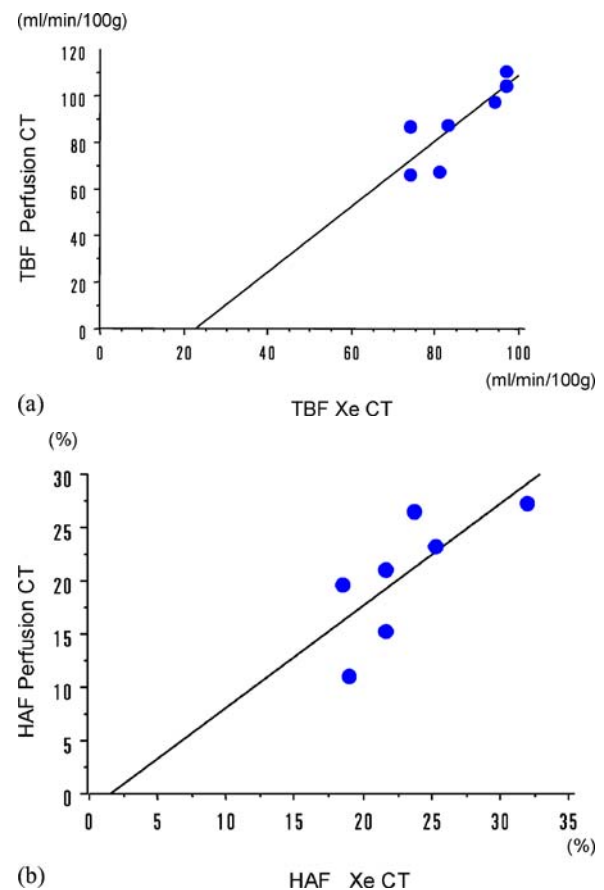 (ml/min/100g)
120
100
80
60
40
20
0
TBF Perfusion CT
0 20 40 60 80 100
(ml/min/100g)
(a) TBF Xe CT
(%)
30
25
20
15
10
5
0
HAF Perfusion CT
0 5 10 15 20 25 30 35
(%)
(b) HAF Xe CT